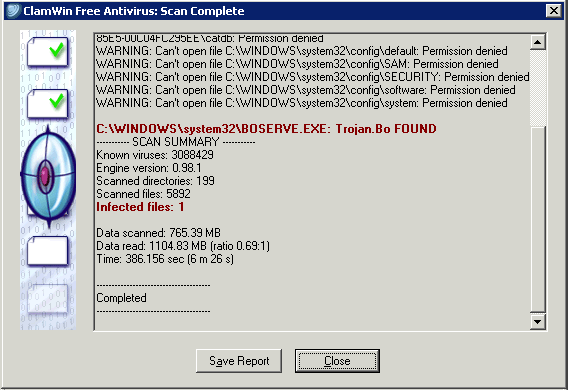 ClamWin Free Antivirus: Scan Complete
85E5-00C04FC295EE\catdb: Permission denied
WARNING: Can't open file C:\WINDOWS\system32\config\default: Permission denied
WARNING: Can't open file C:\WINDOWS\system32\config\SAM: Permission denied
WARNING: Can't open file C:\WINDOWS\system32\config\SECURITY: Permission denied
WARNING: Can't open file C:\WINDOWS\system32\config\software: Permission denied
WARNING: Can't open file C:\WINDOWS\system32\config\system: Permission denied
C:\WINDOWS\system32\BOSERVE.EXE: Trojan.Bo FOUND
----------- SCAN SUMMARY -----------
Known viruses: 3088429
Engine version: 0.98.1
Scanned directories: 199
Scanned files: 5892
Infected files: 1
Data scanned: 765.39 MB
Data read: 1104.83 MB (ratio 0.69:1)
Time: 386.156 sec (6 m 26 s)
--------------------------------------
Completed
--------------------------------------
Save Report
Close